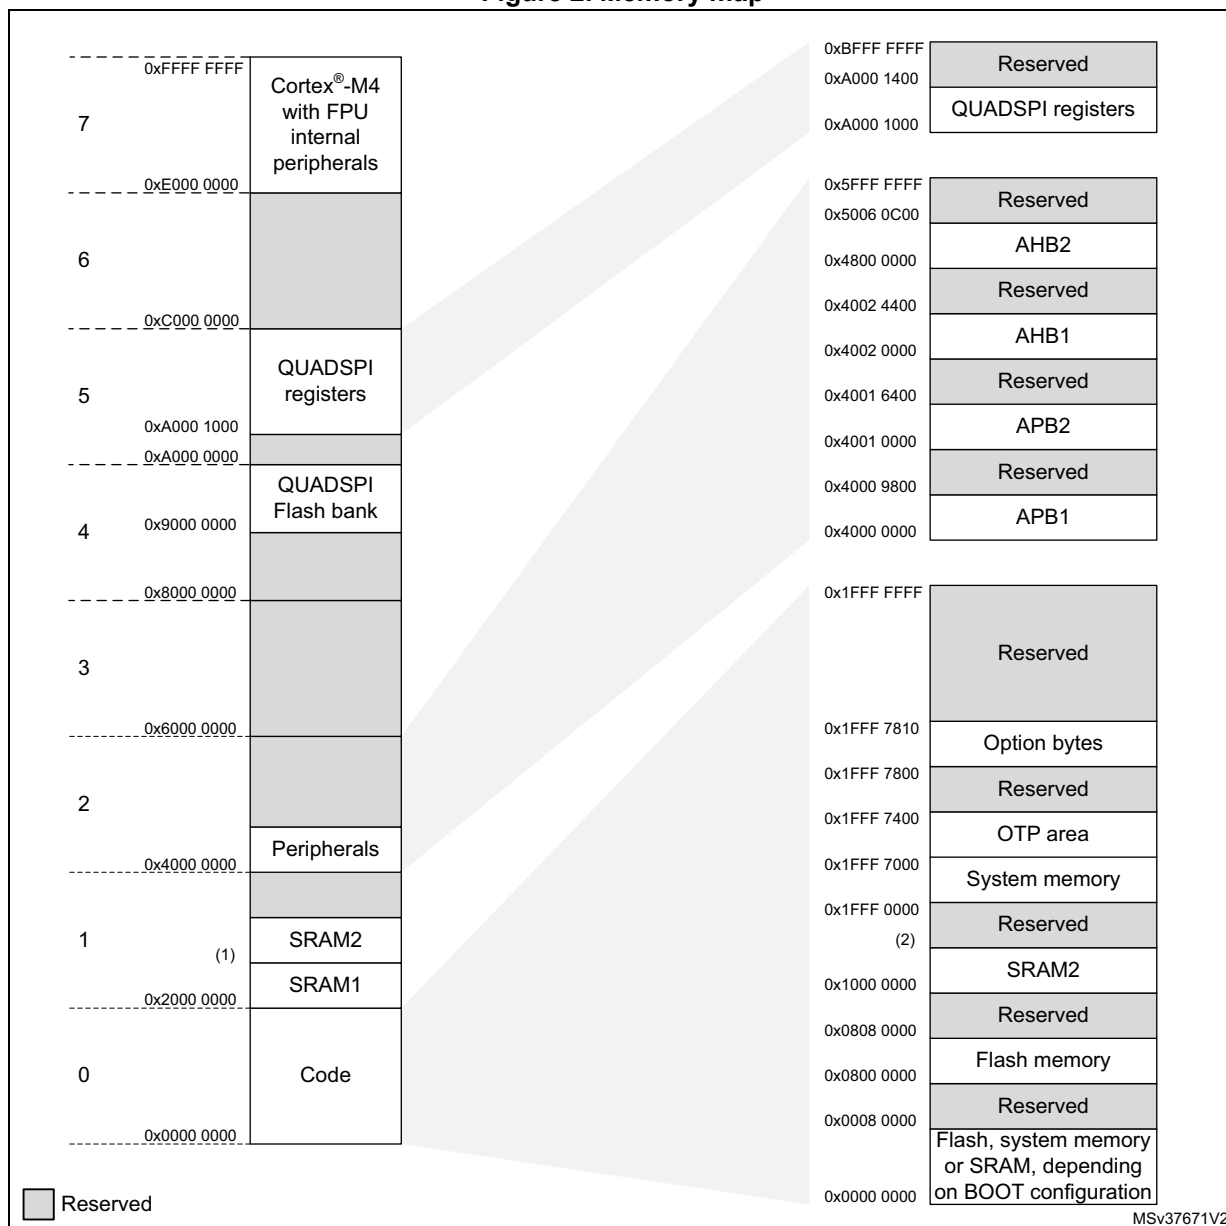 0xFFFF FFFF
Cortex®-M4
with FPU
internal
peripherals
7
0xE000 0000
6
0xC000 0000
QUADSPI
registers
5
0xA000 1000
0xA000 0000
QUADSPI
Flash bank
4
0x9000 0000
0x8000 0000
3
0x6000 0000
2
Peripherals
0x4000 0000
1
(1)
SRAM2
SRAM1
0x2000 0000
0
Code
0x0000 0000
Reserved
0xBFFF FFFF
Reserved
0xA000 1400
QUADSPI registers
0xA000 1000
0x5FFF FFFF
Reserved
0x5006 0C00
AHB2
0x4800 0000
Reserved
0x4002 4400
AHB1
0x4002 0000
Reserved
0x4001 6400
APB2
0x4001 0000
Reserved
0x4000 9800
APB1
0x4000 0000
0x1FFF FFFF
Reserved
0x1FFF 7810
Option bytes
0x1FFF 7800
Reserved
0x1FFF 7400
OTP area
0x1FFF 7000
System memory
0x1FFF 0000
Reserved
(2)
SRAM2
0x1000 0000
Reserved
0x0808 0000
Flash memory
0x0800 0000
Reserved
0x0008 0000
Flash, system memory
or SRAM, depending
on BOOT configuration
0x0000 0000
MSv37671V2